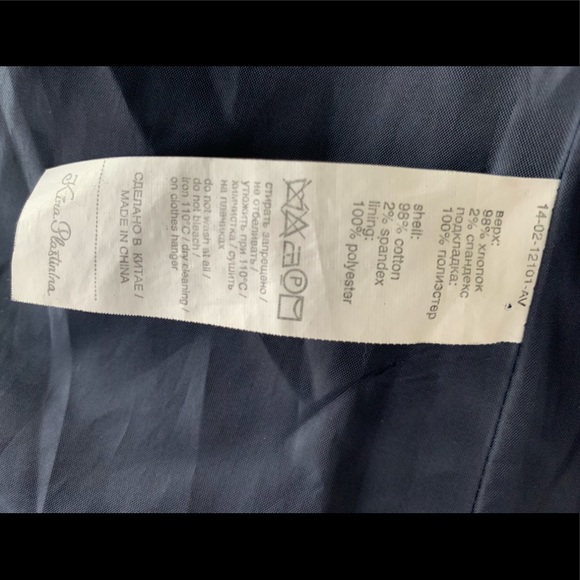 14-02-12101-AV
верх:
98% хлопок
2% спандекс
подкладка:
100% полиэстер
shell:
98% cotton
2% spandex
lining:
100% polyester
P
стирать запрещено /
не отбеливать /
утюжить при 110°С /
химчистка / сушить
на плечиках
do not wash at all /
do not bleach /
iron 110°C / dry cleaning /
on clothes hanger
СДЕЛАНО В КИТАЕ /
MADE IN CHINA
Kira Plastinina